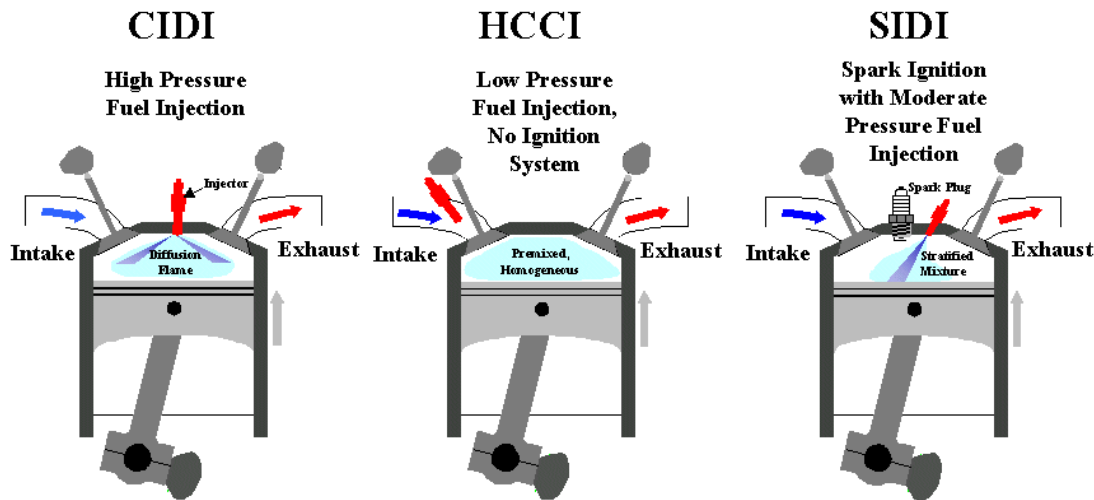 CIDI
High Pressure
Fuel Injection
Injector
Intake
Exhaust
Diffusion
Flame
HCCI
Low Pressure
Fuel Injection,
No Ignition
System
Intake
Exhaust
Premixed,
Homogeneous
SIDI
Spark Ignition
with Moderate
Pressure Fuel
Injection
Spark Plug
Intake
Exhaust
Stratified
Mixture